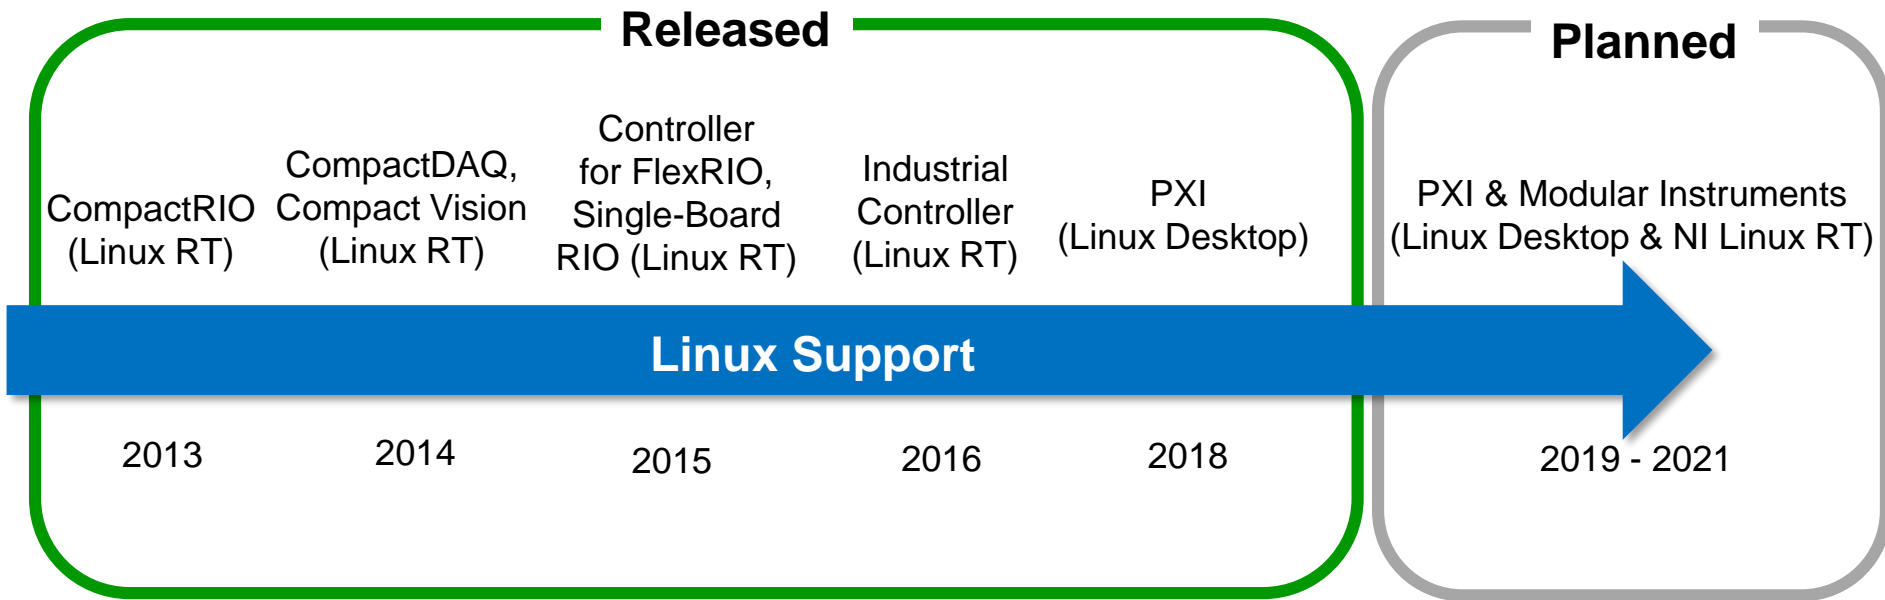 Released
Planned
CompactRIO
(Linux RT)
CompactDAQ,
Compact Vision
(Linux RT)
Controller
for FlexRIO,
Single-Board
RIO (Linux RT)
Industrial
Controller
(Linux RT)
PXI
(Linux Desktop)
PXI & Modular Instruments
(Linux Desktop & NI Linux RT)
Linux Support
2013
2014
2015
2016
2018
2019 - 2021